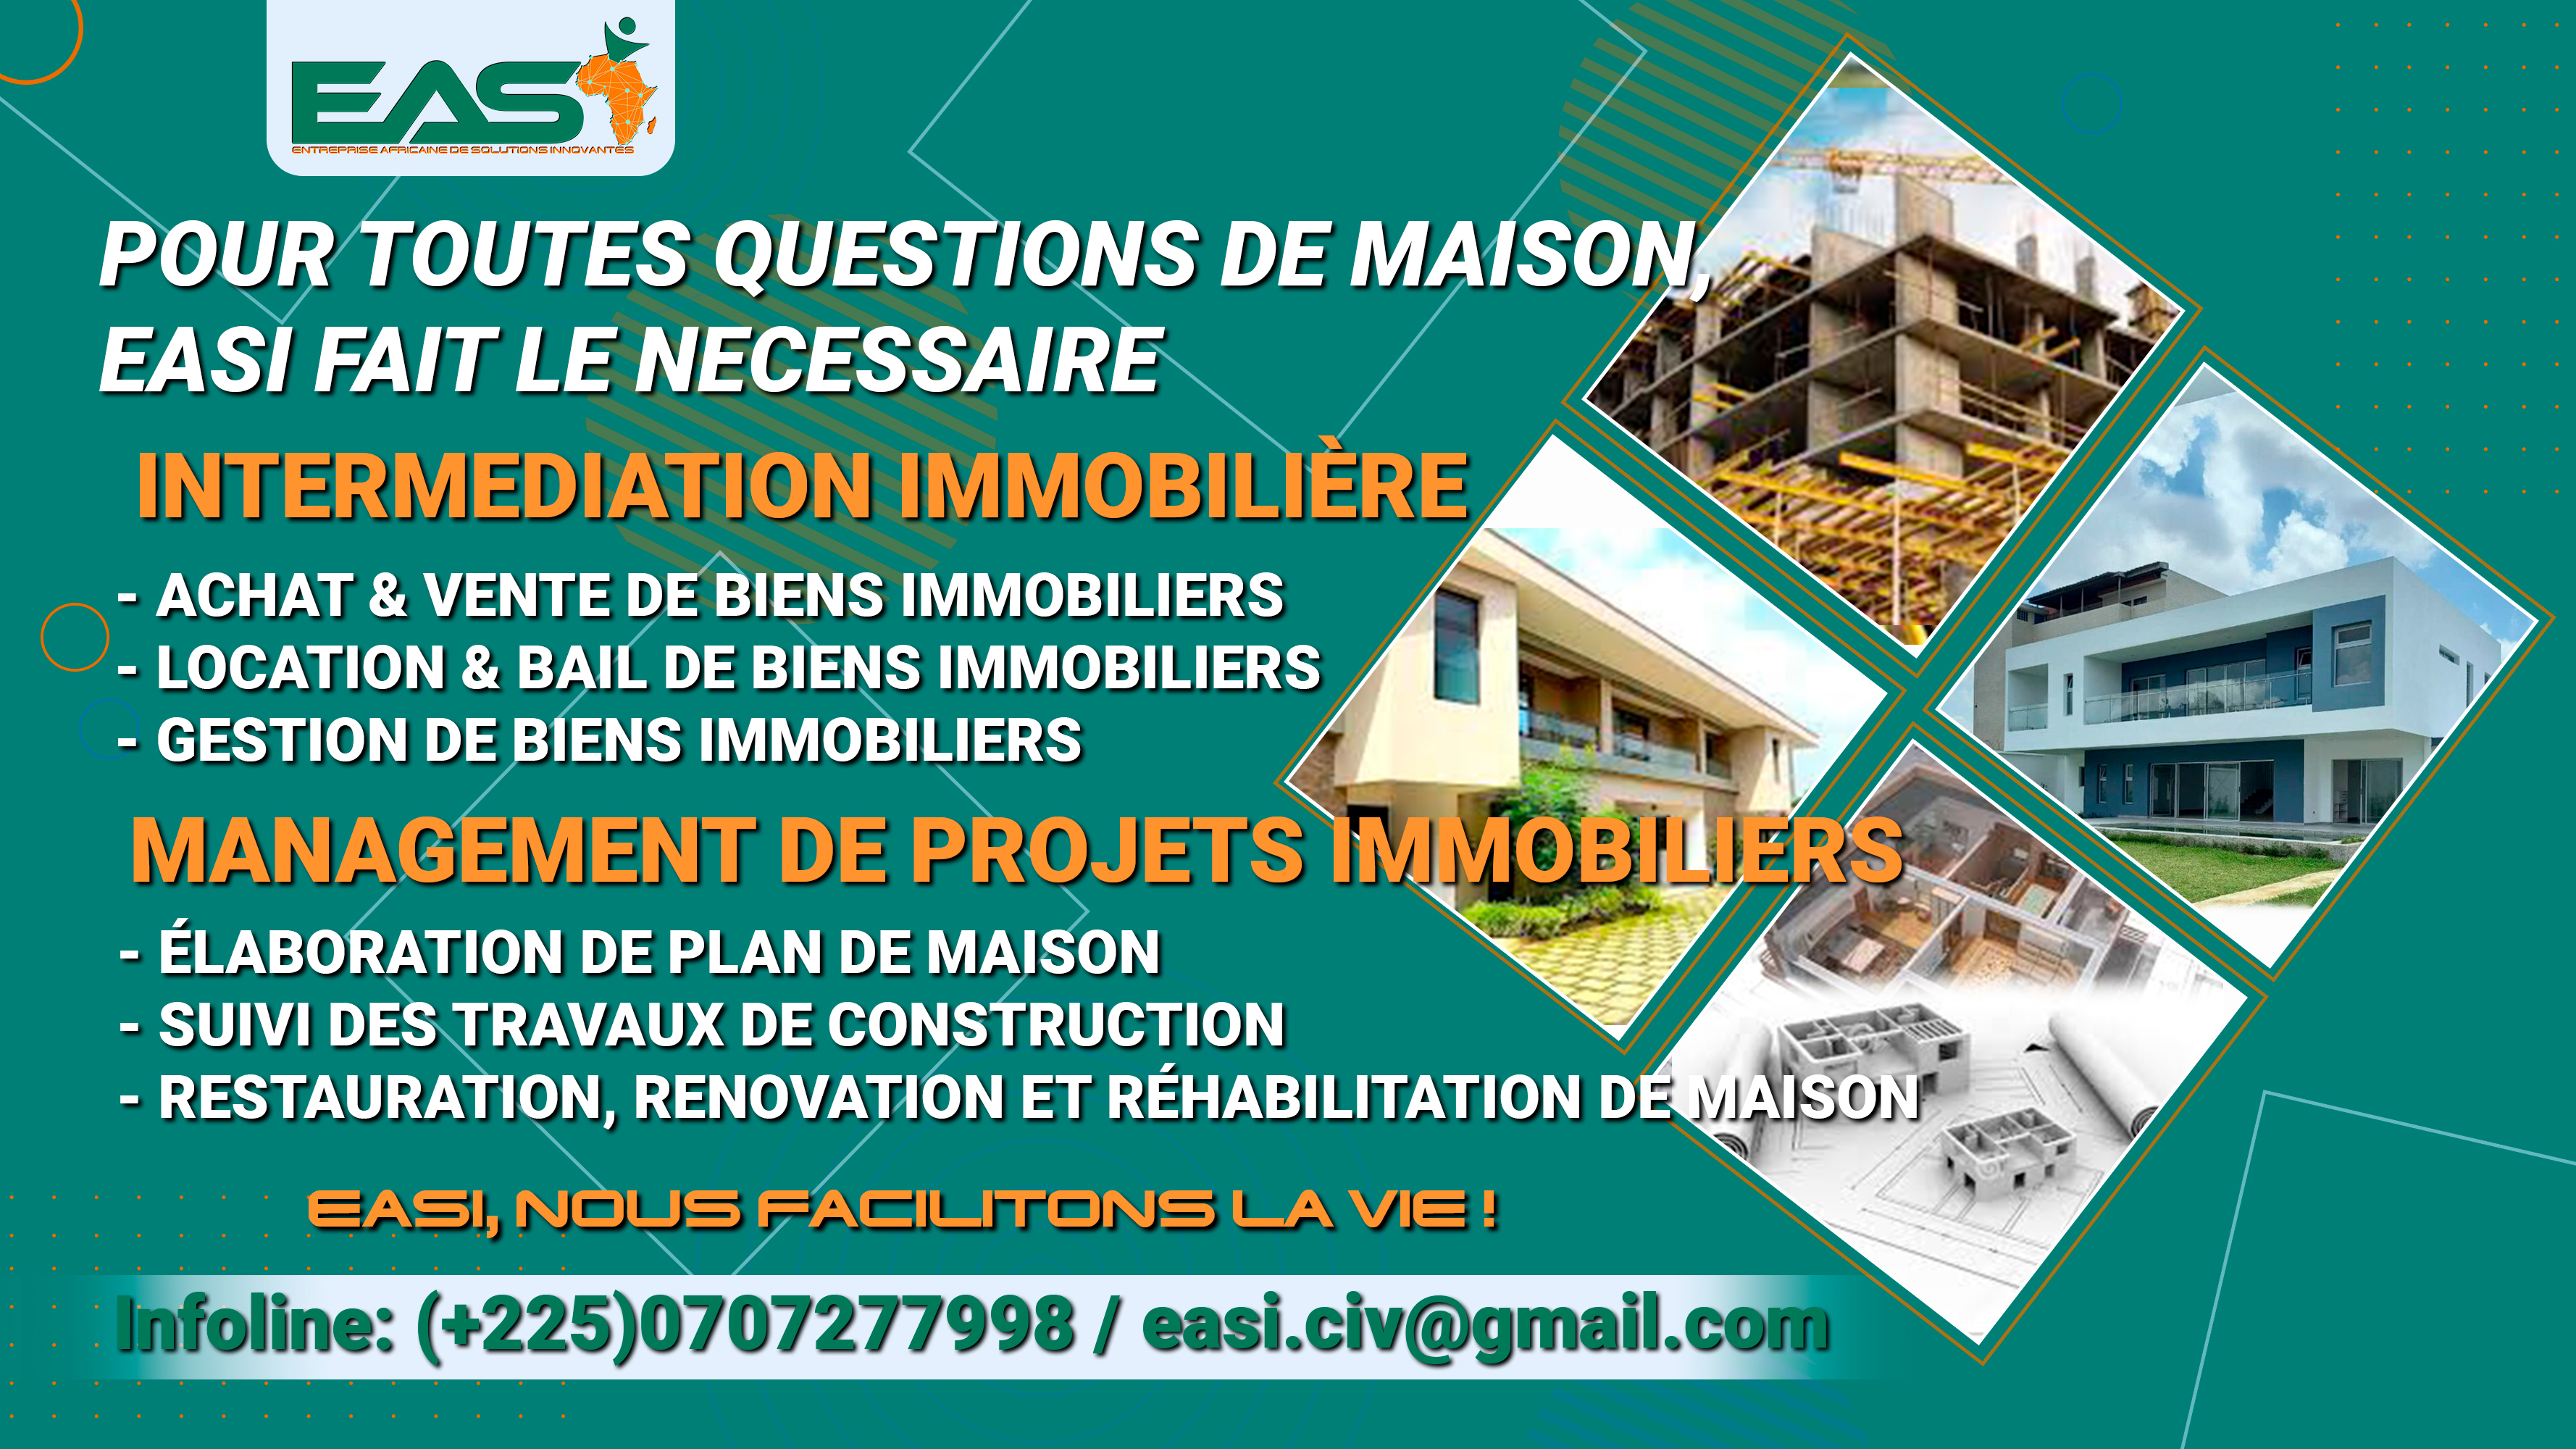 EASI
ENTREPRISE AFRICAINE DE SOLUTIONS INNOVANTES
POUR TOUTES QUESTIONS DE MAISON,
EASI FAIT LE NECESSAIRE
INTERMEDIATION IMMOBILIÈRE
- ACHAT & VENTE DE BIENS IMMOBILIERS
- LOCATION & BAIL DE BIENS IMMOBILIERS
- GESTION DE BIENS IMMOBILIERS
MANAGEMENT DE PROJETS IMMOBILIERS
- ÉLABORATION DE PLAN DE MAISON
- SUIVI DES TRAVAUX DE CONSTRUCTION
- RESTAURATION, RENOVATION ET RÉHABILITATION DE MAISON
EASI, NOUS FACILITONS LA VIE !
Infoline: (+225)0707277998 / easi.civ@gmail.com